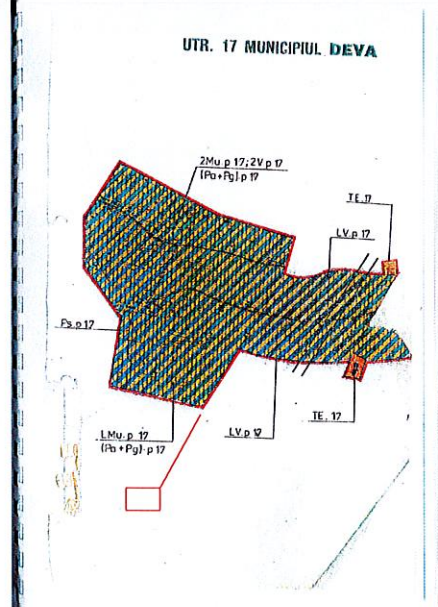 UTR. 17 MUNICIPIUL DEVA
2Mu.p 17; 2V p 17
(Pa+Pg).p 17
TE. 17
LV.p 17
Ps.p 17
LMu.p 17
(Pa+Pg).p 17
LV.p 17
TE. 17